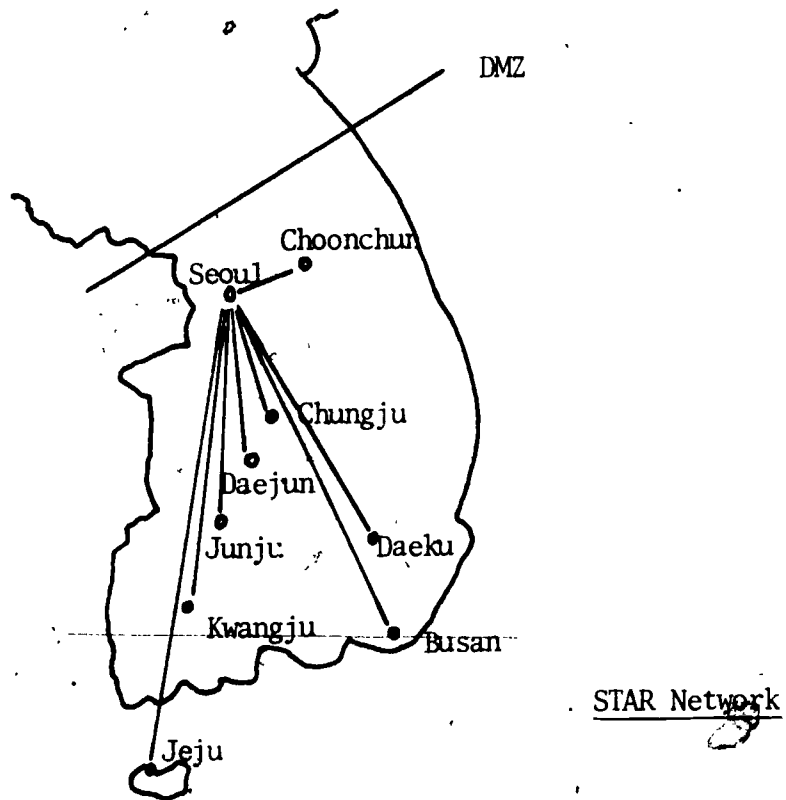 DMZ
Choonchun
Seoul
Chungju
Daejun
Junju
Daeku
Kwangju
Busan
STAR Network
Jeju